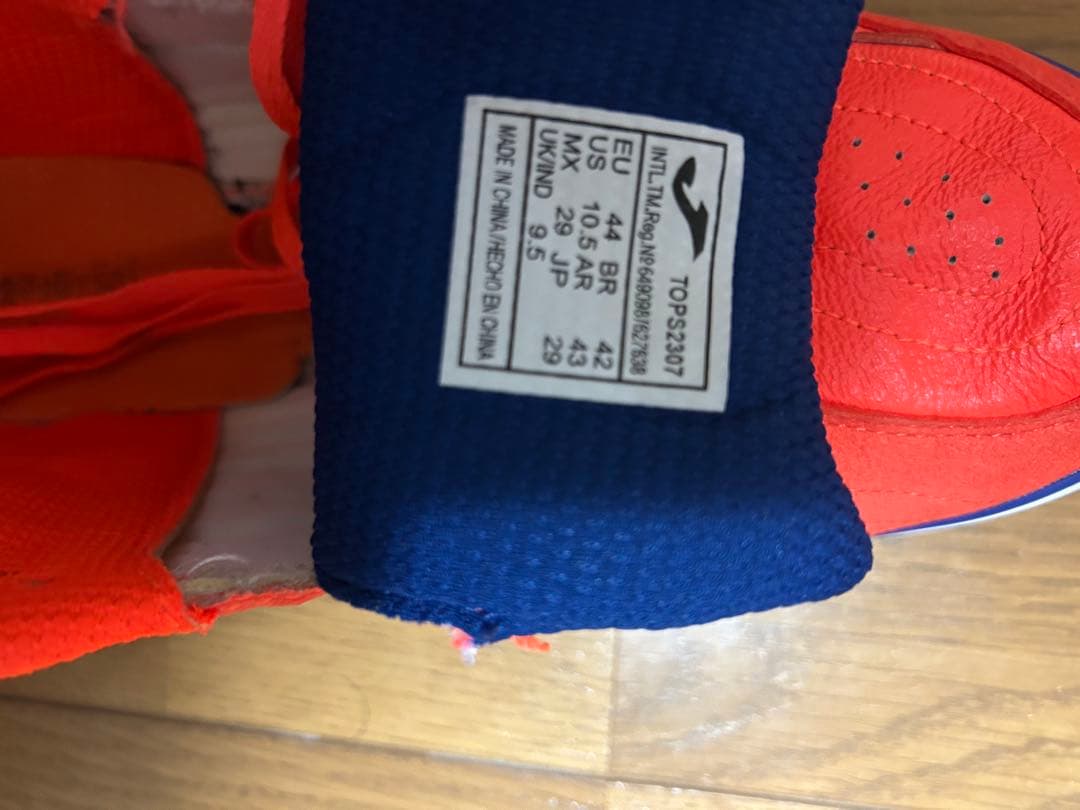 TOPS2307
INTL.TM.Reg.Nº649098/627638
EU 44 BR 42
US 10.5 AR 43
MX 29 JP 29
UK/IND 9.5
MADE IN CHINA/HECHO EN CHINA